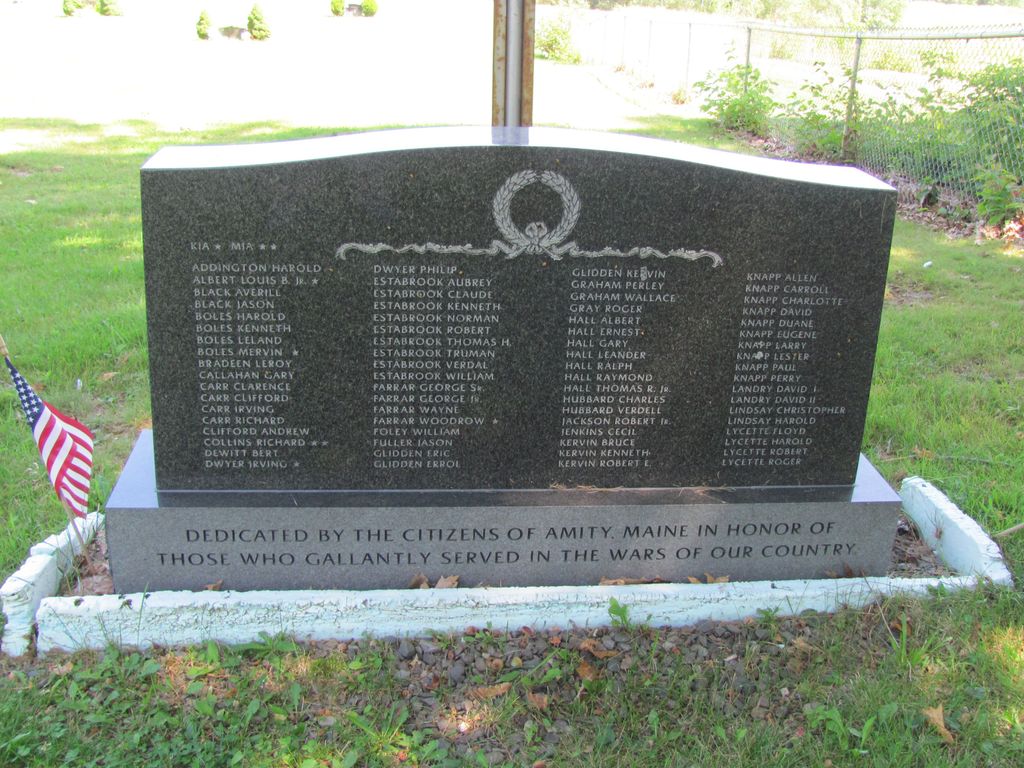 KIA ★ MIA ★★
ADDINGTON HAROLD
ALBERT LOUIS B. JR. ★
BLACK AVERILL
BLACK JASON
BOLES HAROLD
BOLES KENNETH
BOLES LELAND
BOLES MERVIN ★
BRADEEN LEROY
CALLAHAN GARY
CARR CLARENCE
CARR CLIFFORD
CARR IRVING
CARR RICHARD
CLIFFORD ANDREW
COLLINS RICHARD ★★
DEWITT BERT
DWYER IRVING ★
DWYER PHILIP
ESTABROOK AUBREY
ESTABROOK CLAUDE
ESTABROOK KENNETH
ESTABROOK NORMAN
ESTABROOK ROBERT
ESTABROOK THOMAS H.
ESTABROOK TRUMAN
ESTABROOK VERDAL
ESTABROOK WILLIAM
FARRAR GEORGE SR.
FARRAR GEORGE JR.
FARRAR WAYNE
FARRAR WOODROW ★
FOLEY WILLIAM
FULLER JASON
GLIDDEN ERIC
GLIDDEN ERROL
GLIDDEN KERVIN
GRAHAM PERLEY
GRAHAM WALLACE
GRAY ROGER
HALL ALBERT
HALL ERNEST
HALL GARY
HALL LEANDER
HALL RALPH
HALL RAYMOND
HALL THOMAS R. JR.
HUBBARD CHARLES
HUBBARD VERDELL
JACKSON ROBERT JR.
JENKINS CECIL
KERVIN BRUCE
KERVIN KENNETH
KERVIN ROBERT E.
KNAPP ALLEN
KNAPP CARROLL
KNAPP CHARLOTTE
KNAPP DAVID
KNAPP DUANE
KNAPP EUGENE
KNAPP LARRY
KNAPP LESTER
KNAPP PAUL
KNAPP PERRY
LANDRY DAVID I
LANDRY DAVID II
LINDSAY CHRISTOPHER
LINDSAY HAROLD
LYCETTE FLOYD
LYCETTE HAROLD
LYCETTE ROBERT
LYCETTE ROGER
DEDICATED BY THE CITIZENS OF AMITY, MAINE IN HONOR OF
THOSE WHO GALLANTLY SERVED IN THE WARS OF OUR COUNTRY.